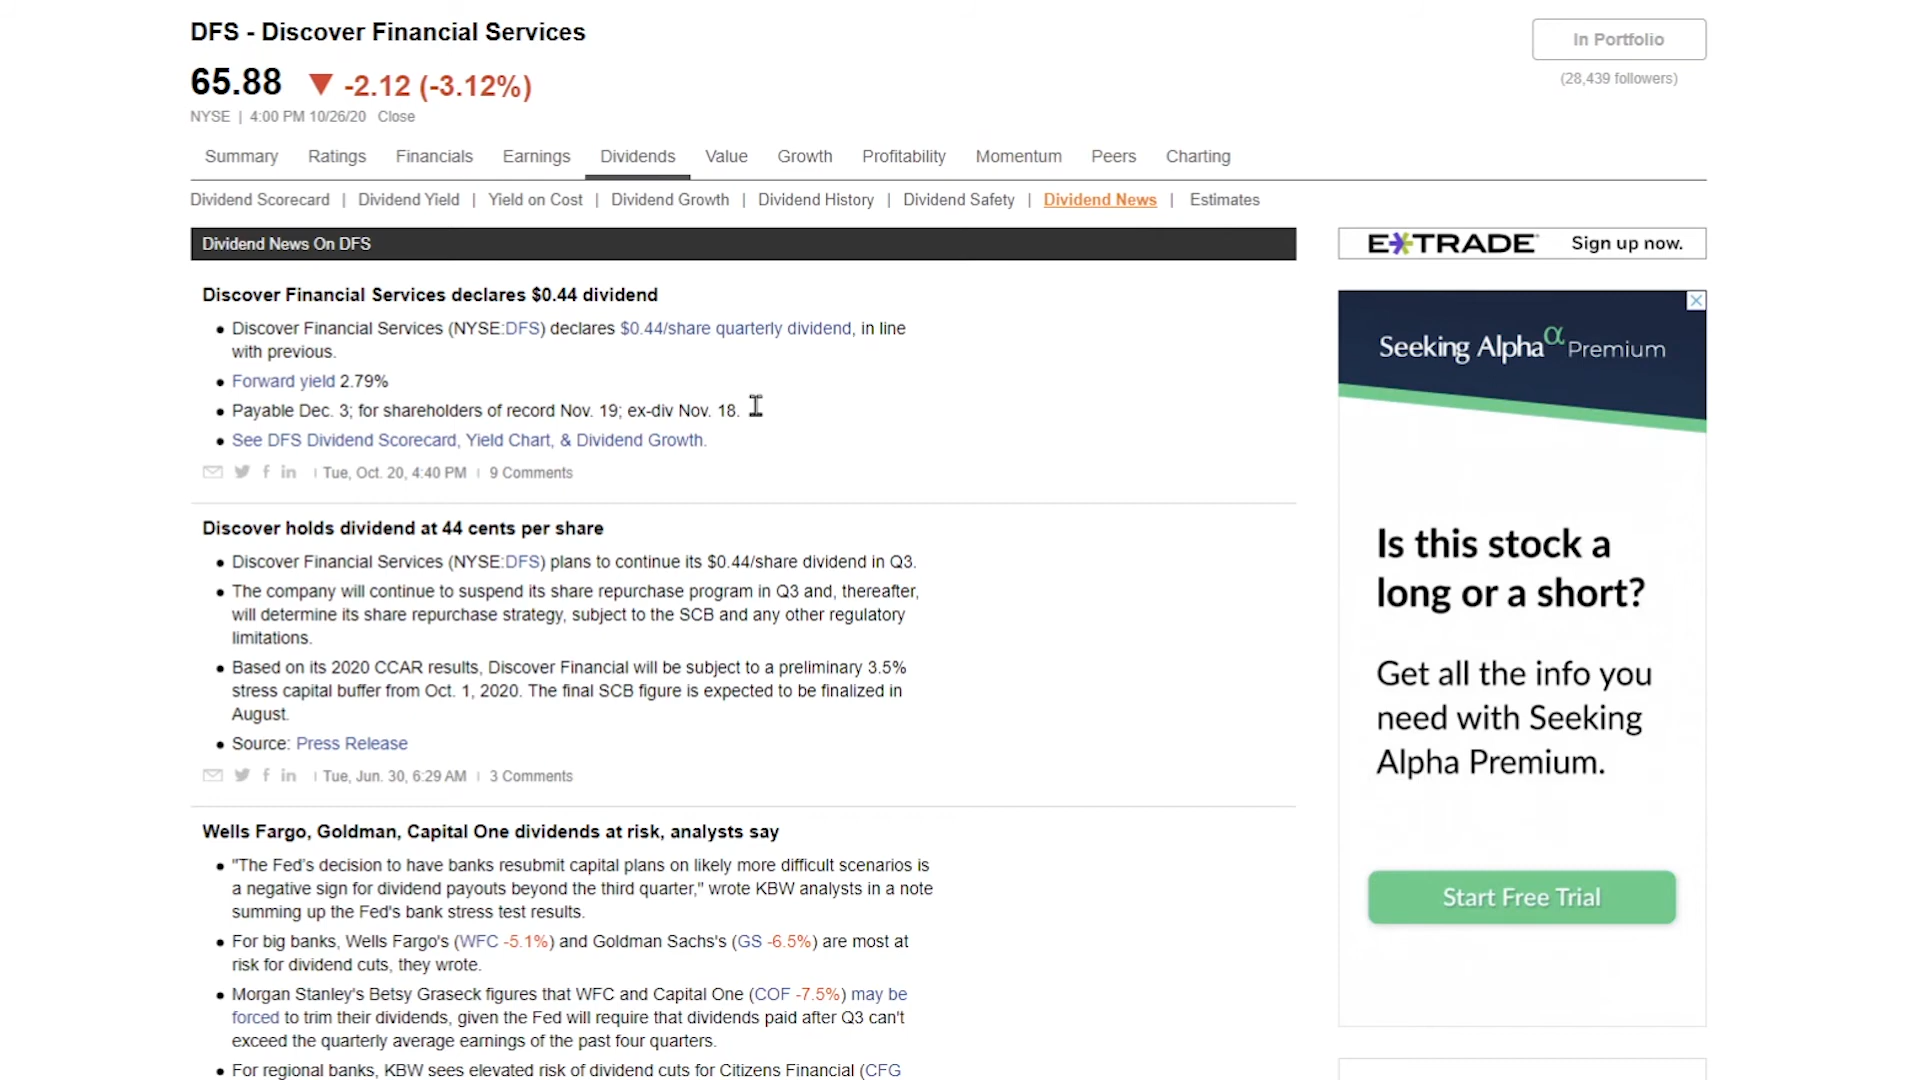 DFS - Discover Financial Services
In Portfolio
65.88 ▼ -2.12 (-3.12%)
(28,439 followers)
NYSE | 4:00 PM 10/26/20 Close
Summary Ratings Financials Earnings Dividends Value Growth Profitability Momentum Peers Charting
Dividend Scorecard | Dividend Yield | Yield on Cost | Dividend Growth | Dividend History | Dividend Safety | Dividend News | Estimates
Dividend News On DFS
Discover Financial Services declares $0.44 dividend
• Discover Financial Services (NYSE:DFS) declares $0.44/share quarterly dividend, in line
with previous.
• Forward yield 2.79%
• Payable Dec. 3; for shareholders of record Nov. 19; ex-div Nov. 18.
• See DFS Dividend Scorecard, Yield Chart, & Dividend Growth.
f in | Tue, Oct. 20, 4:40 PM | 9 Comments
Discover holds dividend at 44 cents per share
• Discover Financial Services (NYSE:DFS) plans to continue its $0.44/share dividend in Q3.
• The company will continue to suspend its share repurchase program in Q3 and, thereafter,
will determine its share repurchase strategy, subject to the SCB and any other regulatory
limitations.
• Based on its 2020 CCAR results, Discover Financial will be subject to a preliminary 3.5%
stress capital buffer from Oct. 1, 2020. The final SCB figure is expected to be finalized in
August.
• Source: Press Release
f in | Tue, Jun. 30, 6:29 AM | 3 Comments
Wells Fargo, Goldman, Capital One dividends at risk, analysts say
• "The Fed's decision to have banks resubmit capital plans on likely more difficult scenarios is
a negative sign for dividend payouts beyond the third quarter," wrote KBW analysts in a note
summing up the Fed's bank stress test results.
• For big banks, Wells Fargo's (WFC -5.1%) and Goldman Sachs's (GS -6.5%) are most at
risk for dividend cuts, they wrote.
• Morgan Stanley's Betsy Graseck figures that WFC and Capital One (COF -7.5%) may be
forced to trim their dividends, given the Fed will require that dividends paid after Q3 can't
exceed the quarterly average earnings of the past four quarters.
• For regional banks, KBW sees elevated risk of dividend cuts for Citizens Financial (CFG
E*TRADE Sign up now.
Seeking Alpha α Premium
Is this stock a
long or a short?
Get all the info you
need with Seeking
Alpha Premium.
Start Free Trial